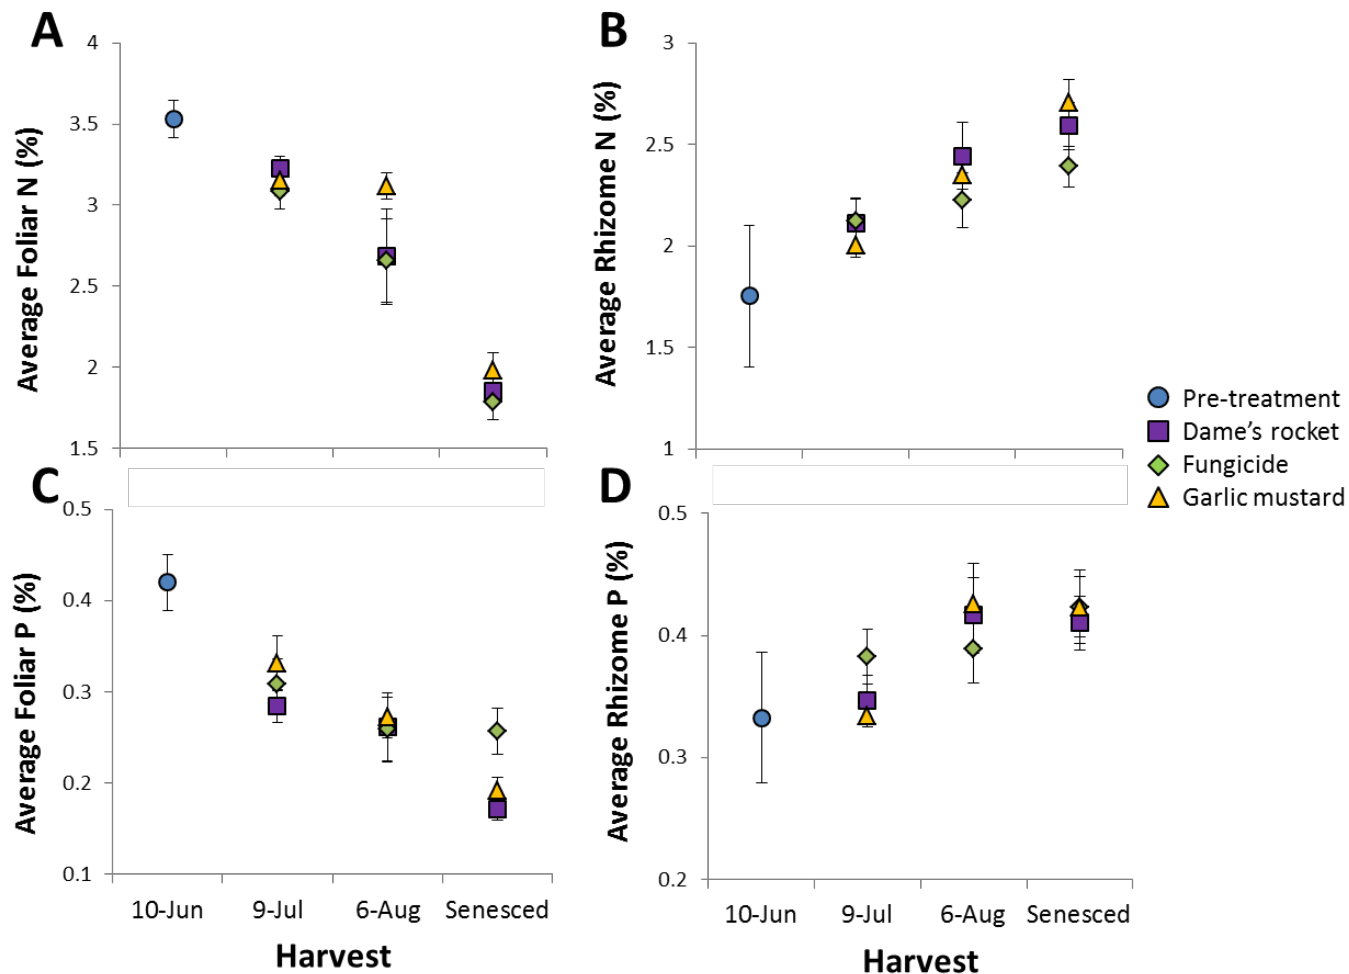 A
Average Foliar N (%)
4
3.5
3
2.5
2
1.5
B
Average Rhizome N (%)
3
2.5
2
1.5
1
Pre-treatment
Dame's rocket
Fungicide
Garlic mustard
C
Average Foliar P (%)
0.5
0.4
0.3
0.2
0.1
10-Jun
9-Jul
6-Aug
Senesced
Harvest
D
Average Rhizome P (%)
0.5
0.4
0.3
0.2
10-Jun
9-Jul
6-Aug
Senesced
Harvest